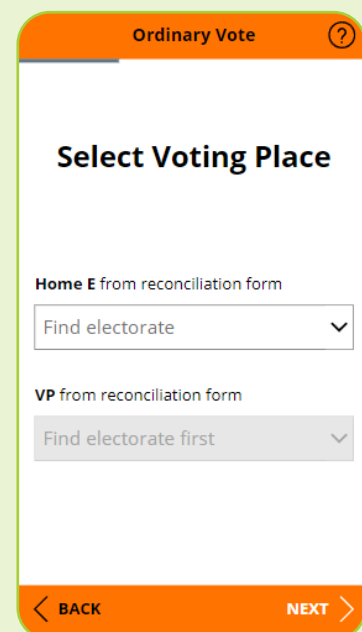 Ordinary Vote ?
Select Voting Place
Home E from reconciliation form
Find electorate
VP from reconciliation form
Find electorate first
BACK NEXT